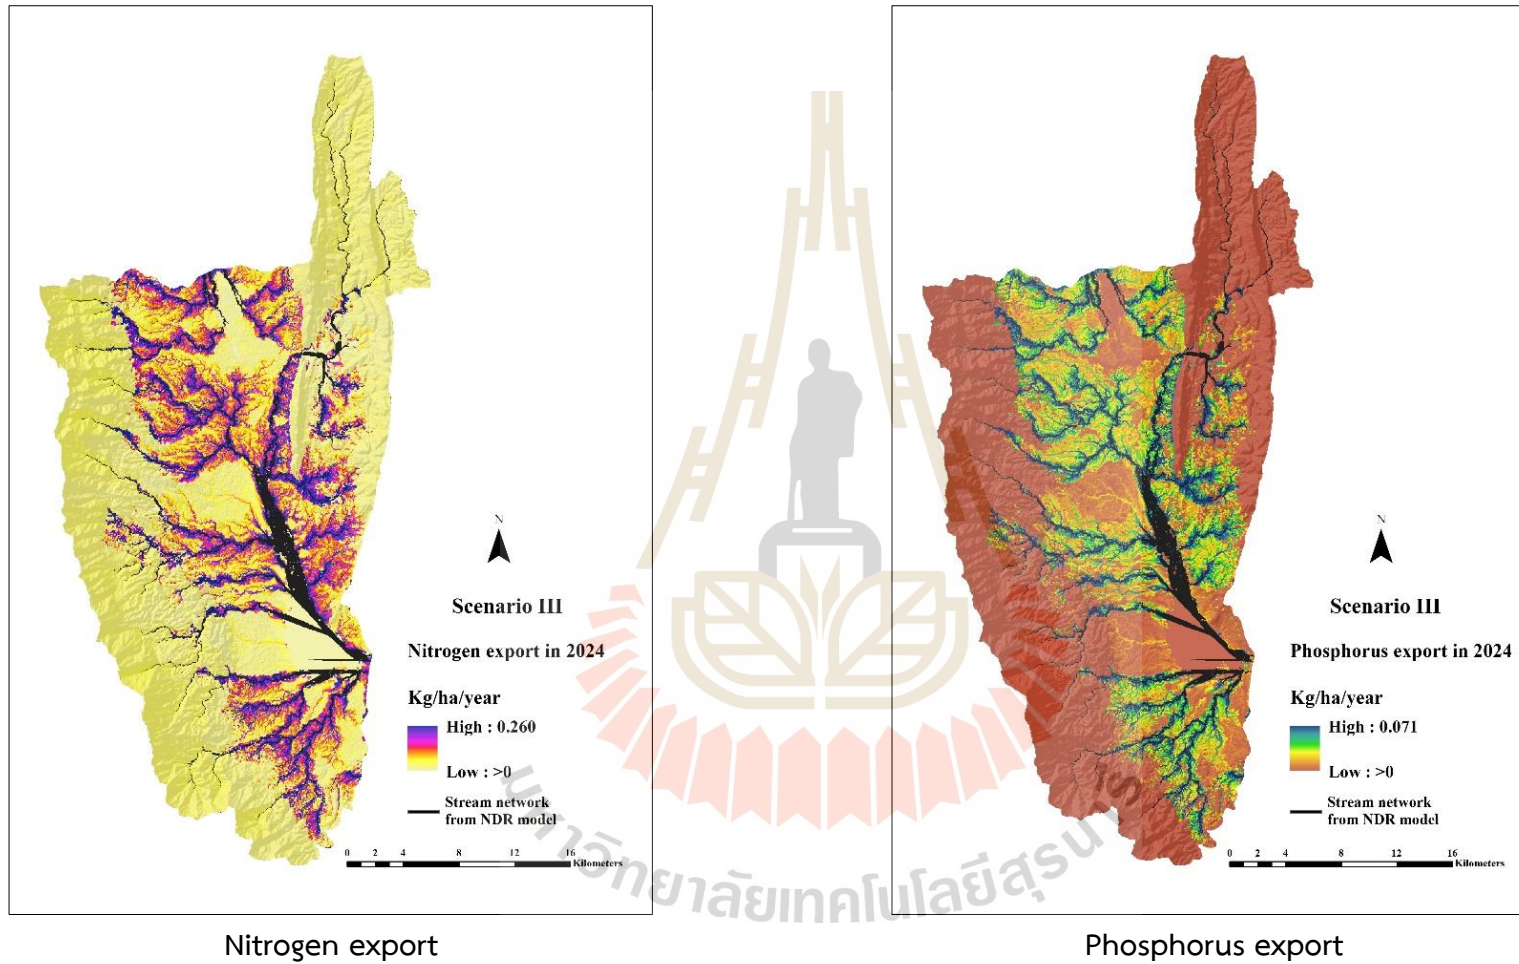 N
Scenario III
Nitrogen export in 2024
Kg/ha/year
High : 0.260
Low : >0
Stream network
from NDR model
0 2 4 8 12 16
Kilometers
Nitrogen export
N
Scenario III
Phosphorus export in 2024
Kg/ha/year
High : 0.071
Low : >0
Stream network
from NDR model
0 2 4 8 12 16
Kilometers
Phosphorus export
มหาวิทยาลัยเทคโนโลยีสุรนารี